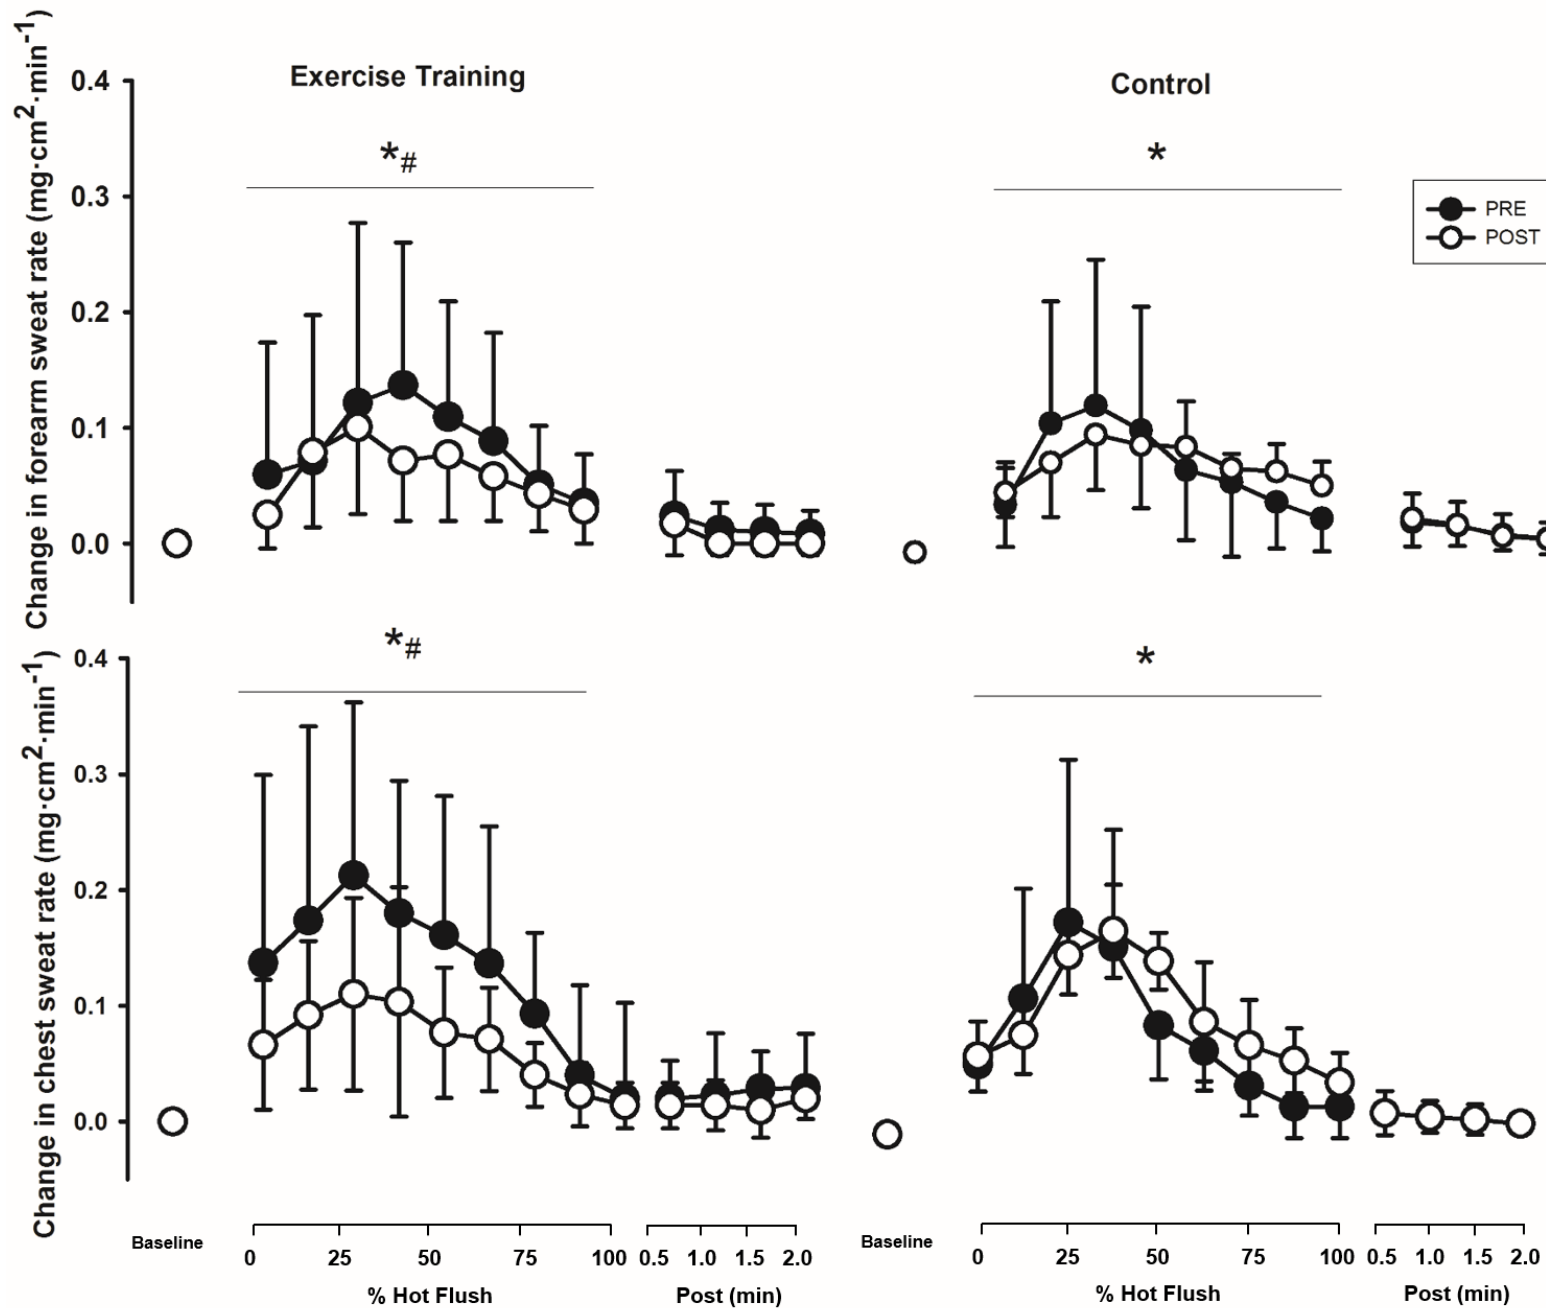 Exercise Training
Control
Change in forearm sweat rate (mg·cm²·min⁻¹)
0.4
0.3
0.2
0.1
0.0
*#
*
PRE
POST
Change in chest sweat rate (mg·cm²·min⁻¹)
0.4
0.3
0.2
0.1
0.0
*#
*
Baseline
0 25 50 75 100
0.5 1.0 1.5 2.0
% Hot Flush
Post (min)
Baseline
0 25 50 75 100
0.5 1.0 1.5 2.0
% Hot Flush
Post (min)